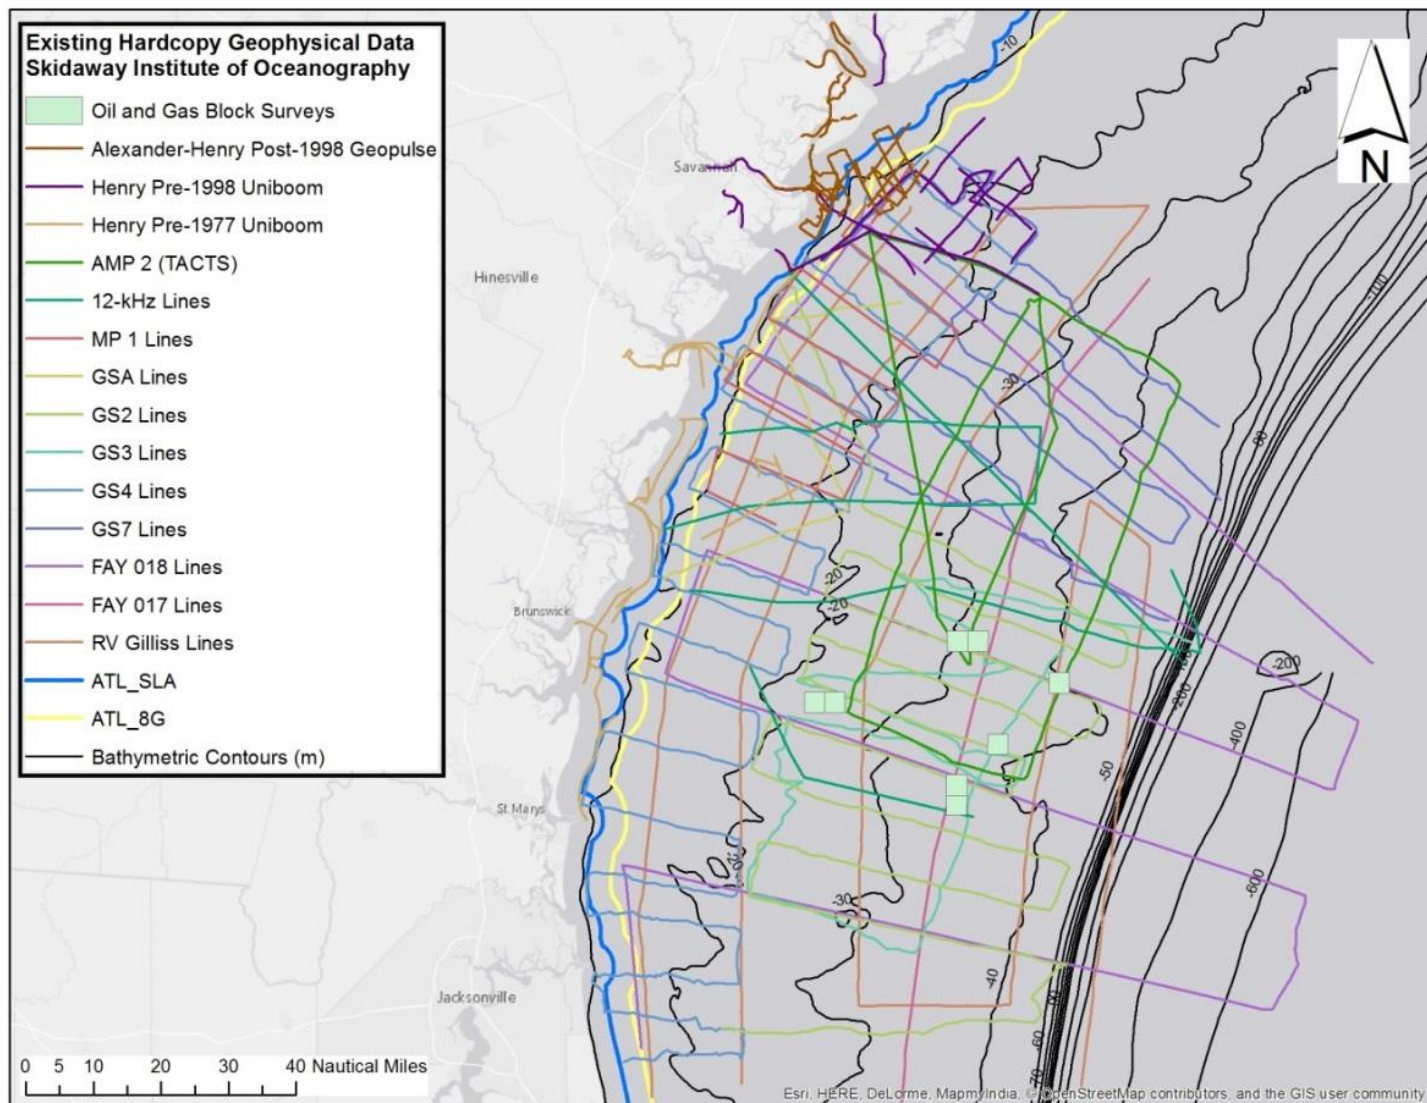 Existing Hardcopy Geophysical Data
Skidaway Institute of Oceanography
Oil and Gas Block Surveys
Alexander-Henry Post-1998 Geopulse
Henry Pre-1998 Uniboom
Henry Pre-1977 Uniboom
AMP 2 (TACTS)
12-kHz Lines
MP 1 Lines
GSA Lines
GS2 Lines
GS3 Lines
GS4 Lines
GS7 Lines
FAY 018 Lines
FAY 017 Lines
RV Gilliss Lines
ATL_SLA
ATL_8G
Bathymetric Contours (m)
N
-10
Savannah
Hinesville
-100
-30
-80
-20
-20
Brunswick
-200
-200
-400
-50
St Marys
-600
-30
-40
Jacksonville
-60
-70
0 5 10 20 30 40 Nautical Miles
Esri, HERE, DeLorme, MapmyIndia, © OpenStreetMap contributors, and the GIS user community